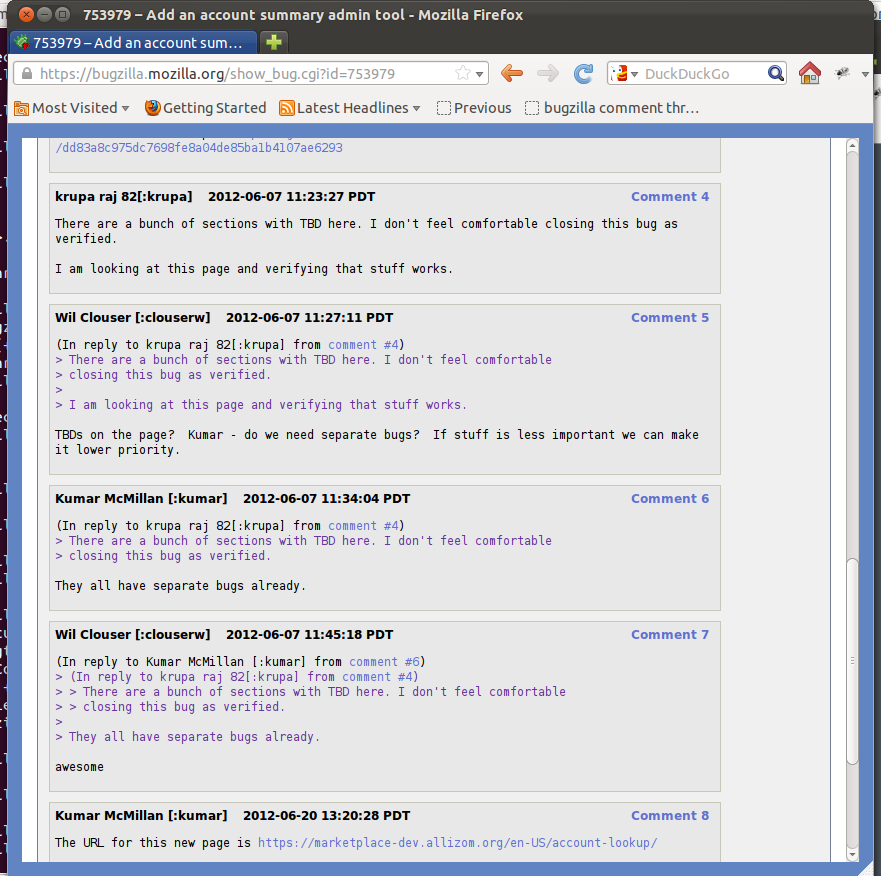 753979 – Add an account summary admin tool - Mozilla Firefox
753979 – Add an account sum…
https://bugzilla.mozilla.org/show_bug.cgi?id=753979
DuckDuckGo
Most Visited Getting Started Latest Headlines Previous bugzilla comment thr…
/dd83a8c975dc7698fe8a04de85ba1b4107ae6293
krupa raj 82[:krupa] 2012-06-07 11:23:27 PDT Comment 4
There are a bunch of sections with TBD here. I don't feel comfortable closing this bug as
verified.
I am looking at this page and verifying that stuff works.
Wil Clouser [:clouserw] 2012-06-07 11:27:11 PDT Comment 5
(In reply to krupa raj 82[:krupa] from comment #4)
> There are a bunch of sections with TBD here. I don't feel comfortable
> closing this bug as verified.
>
> I am looking at this page and verifying that stuff works.
TBDs on the page?  Kumar - do we need separate bugs?  If stuff is less important we can make
it lower priority.
Kumar McMillan [:kumar] 2012-06-07 11:34:04 PDT Comment 6
(In reply to krupa raj 82[:krupa] from comment #4)
> There are a bunch of sections with TBD here. I don't feel comfortable
> closing this bug as verified.
They all have separate bugs already.
Wil Clouser [:clouserw] 2012-06-07 11:45:18 PDT Comment 7
(In reply to Kumar McMillan [:kumar] from comment #6)
> (In reply to krupa raj 82[:krupa] from comment #4)
> > There are a bunch of sections with TBD here. I don't feel comfortable
> > closing this bug as verified.
>
> They all have separate bugs already.
awesome
Kumar McMillan [:kumar] 2012-06-20 13:20:28 PDT Comment 8
The URL for this new page is https://marketplace-dev.allizom.org/en-US/account-lookup/